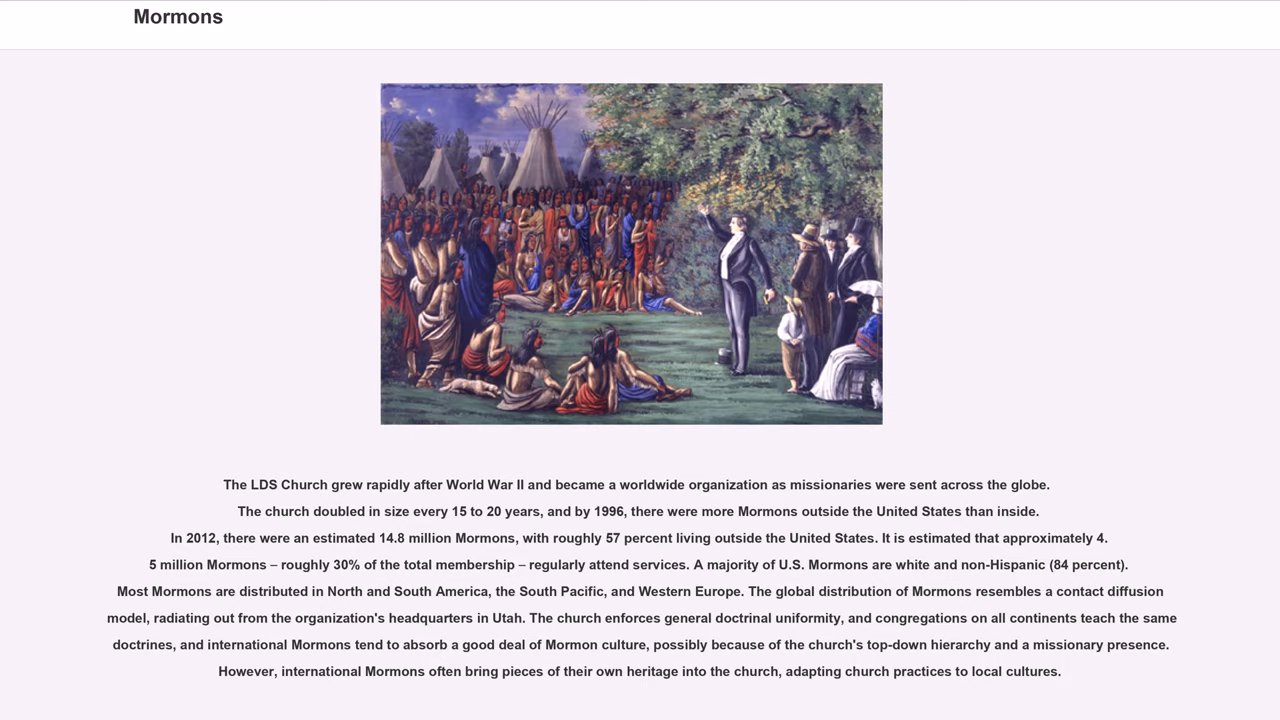 Mormons
The LDS Church grew rapidly after World War II and became a worldwide organization as missionaries were sent across the globe.
The church doubled in size every 15 to 20 years, and by 1996, there were more Mormons outside the United States than inside.
In 2012, there were an estimated 14.8 million Mormons, with roughly 57 percent living outside the United States. It is estimated that approximately 4.
5 million Mormons – roughly 30% of the total membership – regularly attend services. A majority of U.S. Mormons are white and non-Hispanic (84 percent).
Most Mormons are distributed in North and South America, the South Pacific, and Western Europe. The global distribution of Mormons resembles a contact diffusion
model, radiating out from the organization's headquarters in Utah. The church enforces general doctrinal uniformity, and congregations on all continents teach the same
doctrines, and international Mormons tend to absorb a good deal of Mormon culture, possibly because of the church's top-down hierarchy and a missionary presence.
However, international Mormons often bring pieces of their own heritage into the church, adapting church practices to local cultures.